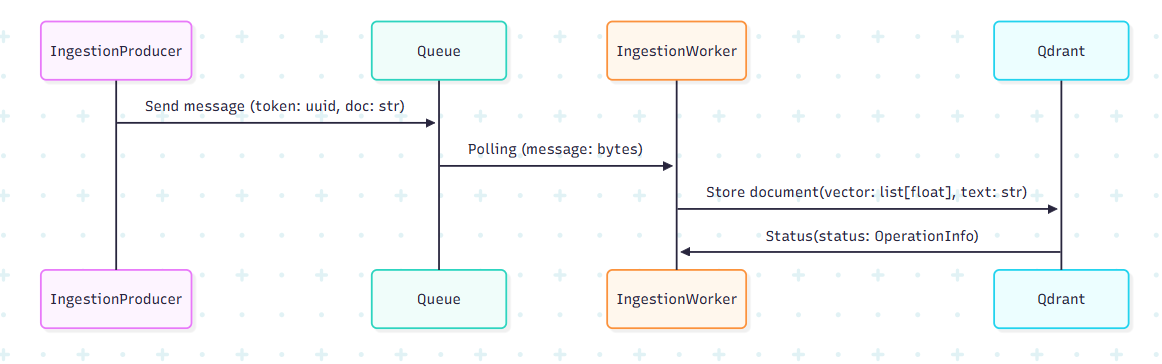 IngestionProducer
Queue
IngestionWorker
Qdrant
Send message (token: uuid, doc: str)
Polling (message: bytes)
Store document(vector: list[float], text: str)
Status(status: OperationInfo)
IngestionProducer
Queue
IngestionWorker
Qdrant